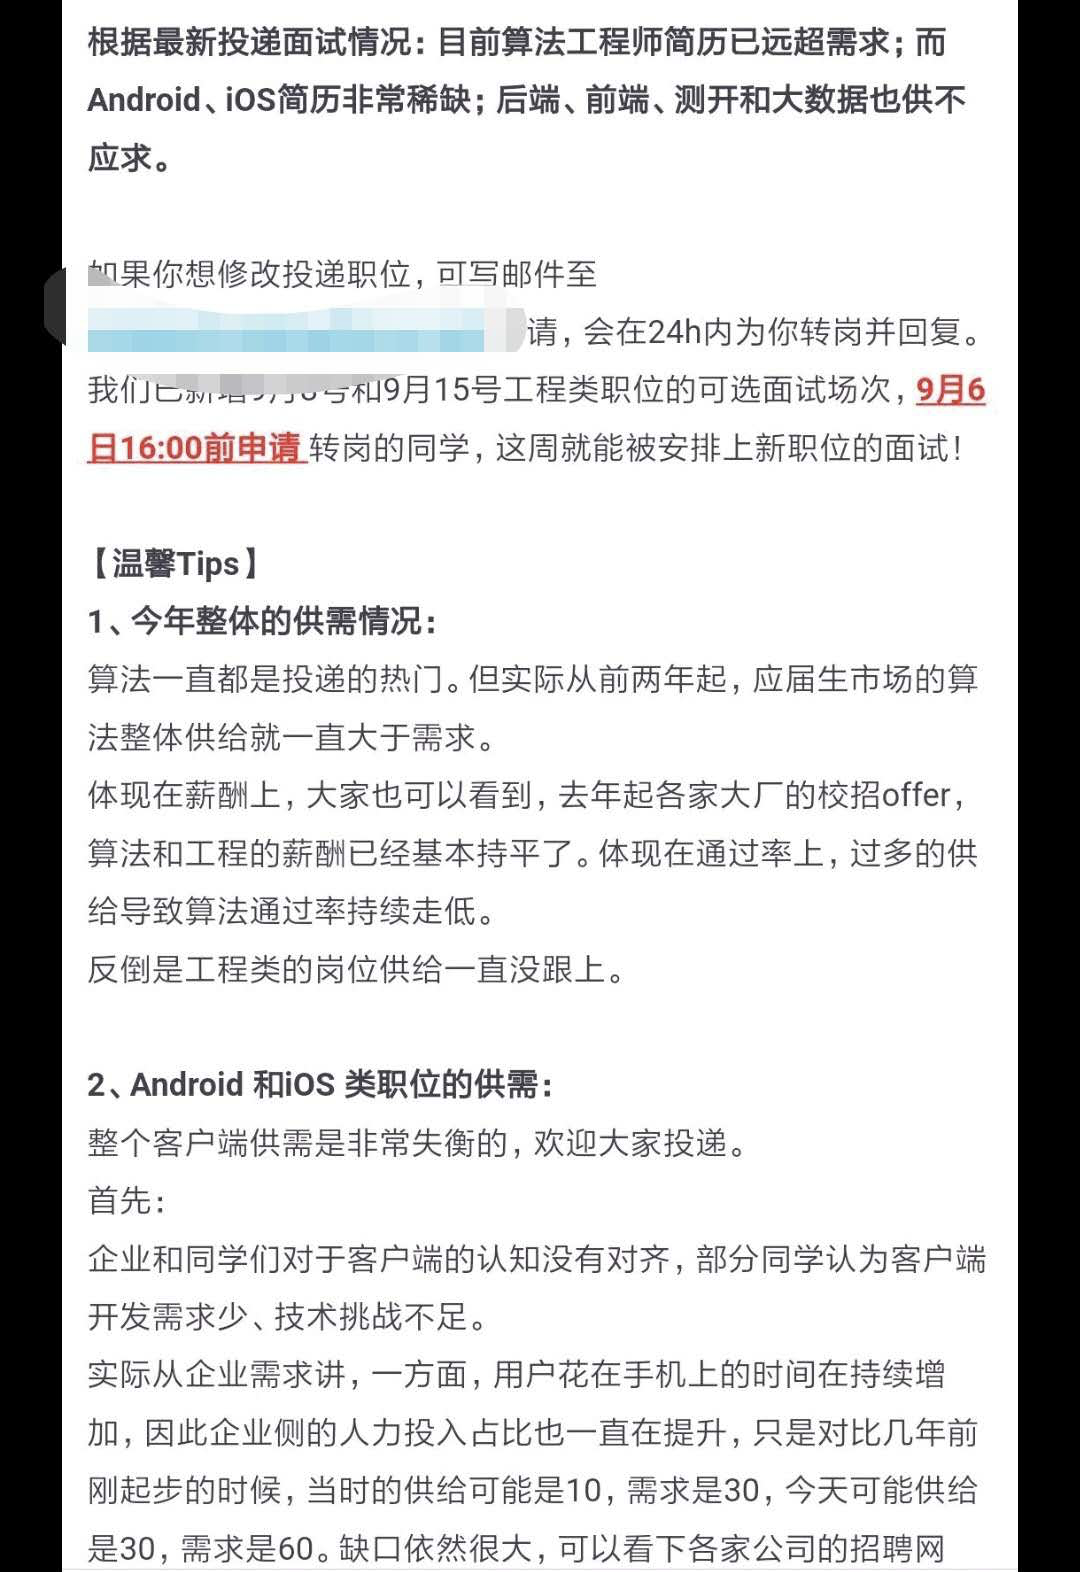 根据最新投递面试情况：目前算法工程师简历已远超需求；而
Android、iOS简历非常稀缺；后端、前端、测开和大数据也供不
应求。
如果你想修改投递职位，可写邮件至
请，会在24h内为你转岗并回复。
我们已新增9月8号和9月15号工程类职位的可选面试场次，9月6
日16:00前申请 转岗的同学，这周就能被安排上新职位的面试！
【温馨Tips】
1、今年整体的供需情况：
算法一直都是投递的热门。但实际从前两年起，应届生市场的算
法整体供给就一直大于需求。
体现在薪酬上，大家也可以看到，去年起各家大厂的校招offer，
算法和工程的薪酬已经基本持平了。体现在通过率上，过多的供
给导致算法通过率持续走低。
反倒是工程类的岗位供给一直没跟上。
2、Android 和iOS 类职位的供需：
整个客户端供需是非常失衡的，欢迎大家投递。
首先：
企业和同学们对于客户端的认知没有对齐，部分同学认为客户端
开发需求少、技术挑战不足。
实际从企业需求讲，一方面，用户花在手机上的时间在持续增
加，因此企业侧的人力投入占比也一直在提升，只是对比几年前
刚起步的时候，当时的供给可能是10，需求是30，今天可能供给
是30，需求是60。缺口依然很大，可以看下各家公司的招聘网